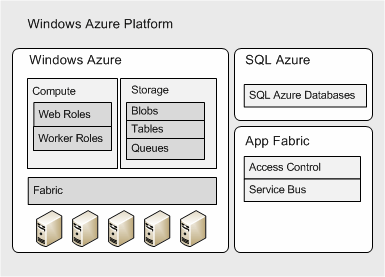 Windows Azure Platform
Windows Azure
Compute
Web Roles
Worker Roles
Storage
Blobs
Tables
Queues
Fabric
SQL Azure
SQL Azure Databases
App Fabric
Access Control
Service Bus